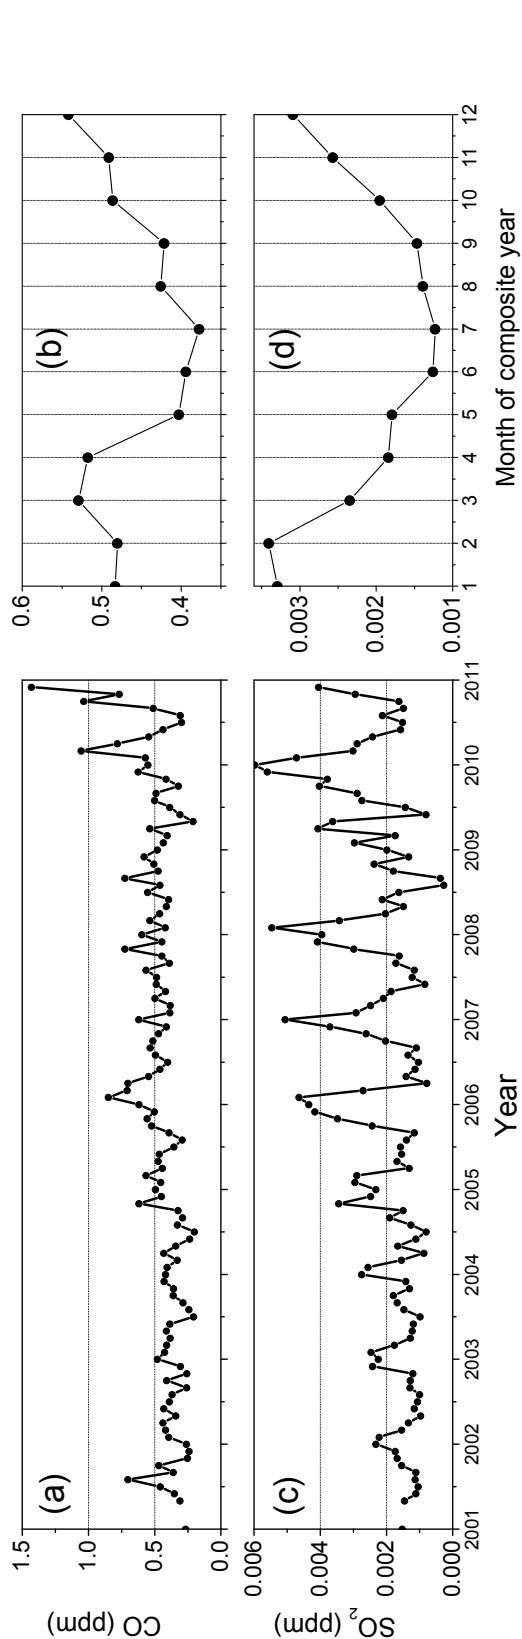 (a)
CO (ppm)
1.5
1.0
0.5
0.0
(b)
0.6
0.5
0.4
(c)
SO2 (ppm)
0.006
0.004
0.002
0.000
2001 2002 2003 2004 2005 2006 2007 2008 2009 2010 2011
Year
(d)
0.003
0.002
0.001
1 2 3 4 5 6 7 8 9 10 11 12
Month of composite year